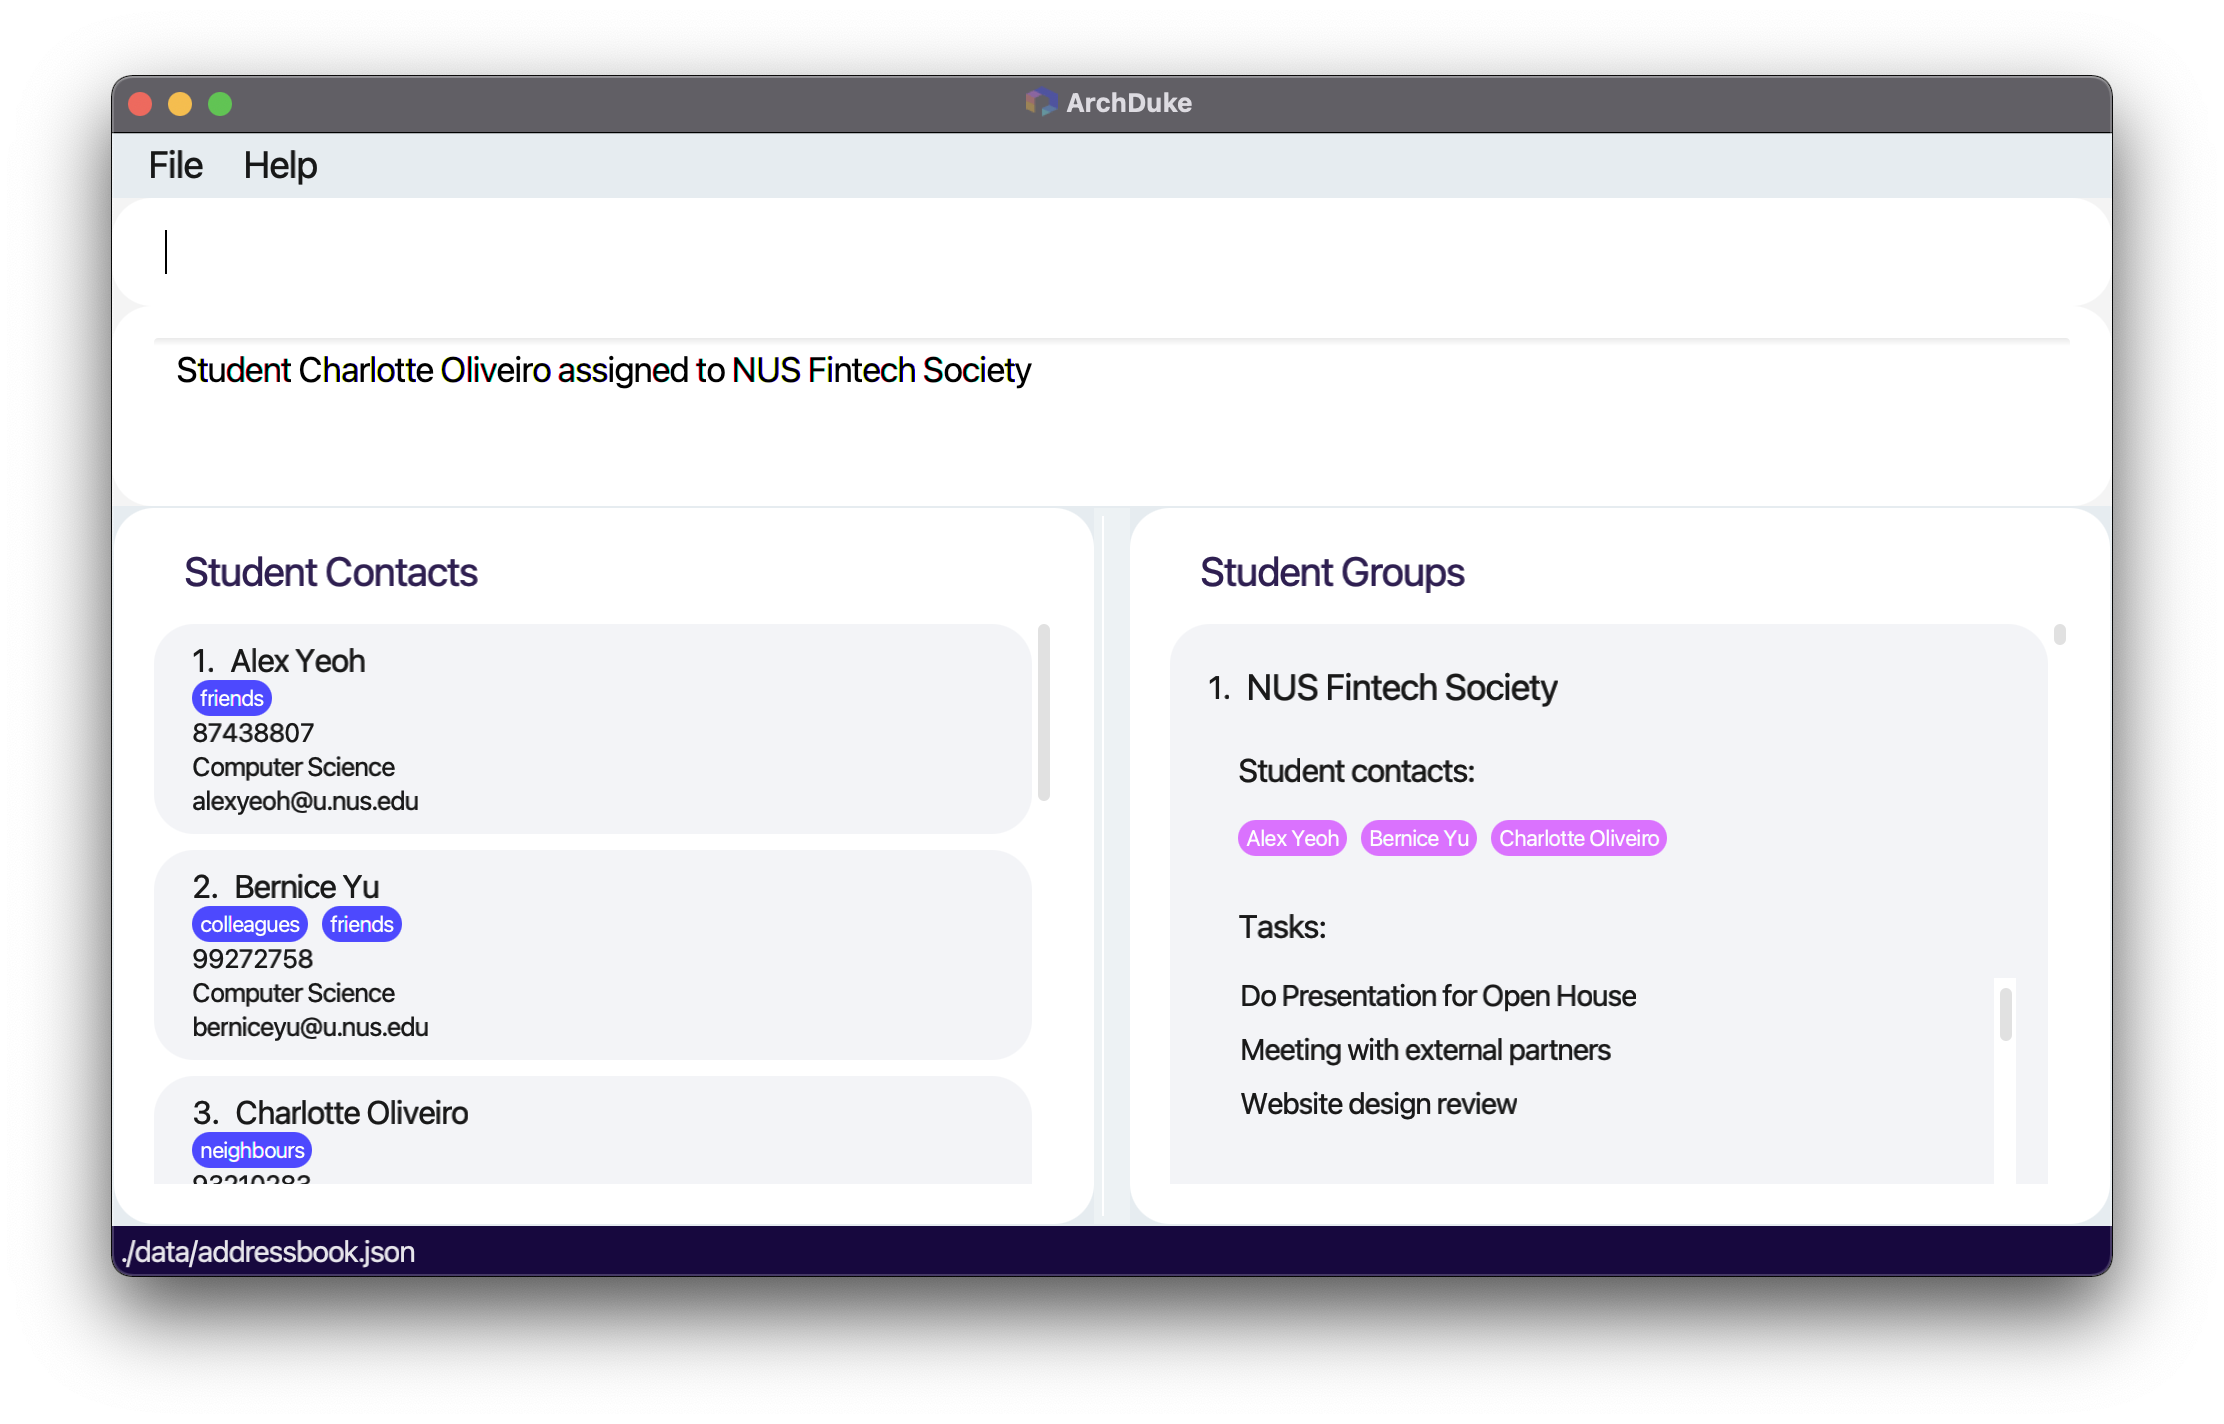 ArchDuke
File Help
Student Charlotte Oliveiro assigned to NUS Fintech Society
Student Contacts
1. Alex Yeoh
friends
87438807
Computer Science
alexyeoh@u.nus.edu
2. Bernice Yu
colleagues friends
99272758
Computer Science
berniceyu@u.nus.edu
3. Charlotte Oliveiro
neighbours
93210283
Student Groups
1. NUS Fintech Society
Student contacts:
Alex Yeoh Bernice Yu Charlotte Oliveiro
Tasks:
Do Presentation for Open House
Meeting with external partners
Website design review
./data/addressbook.json